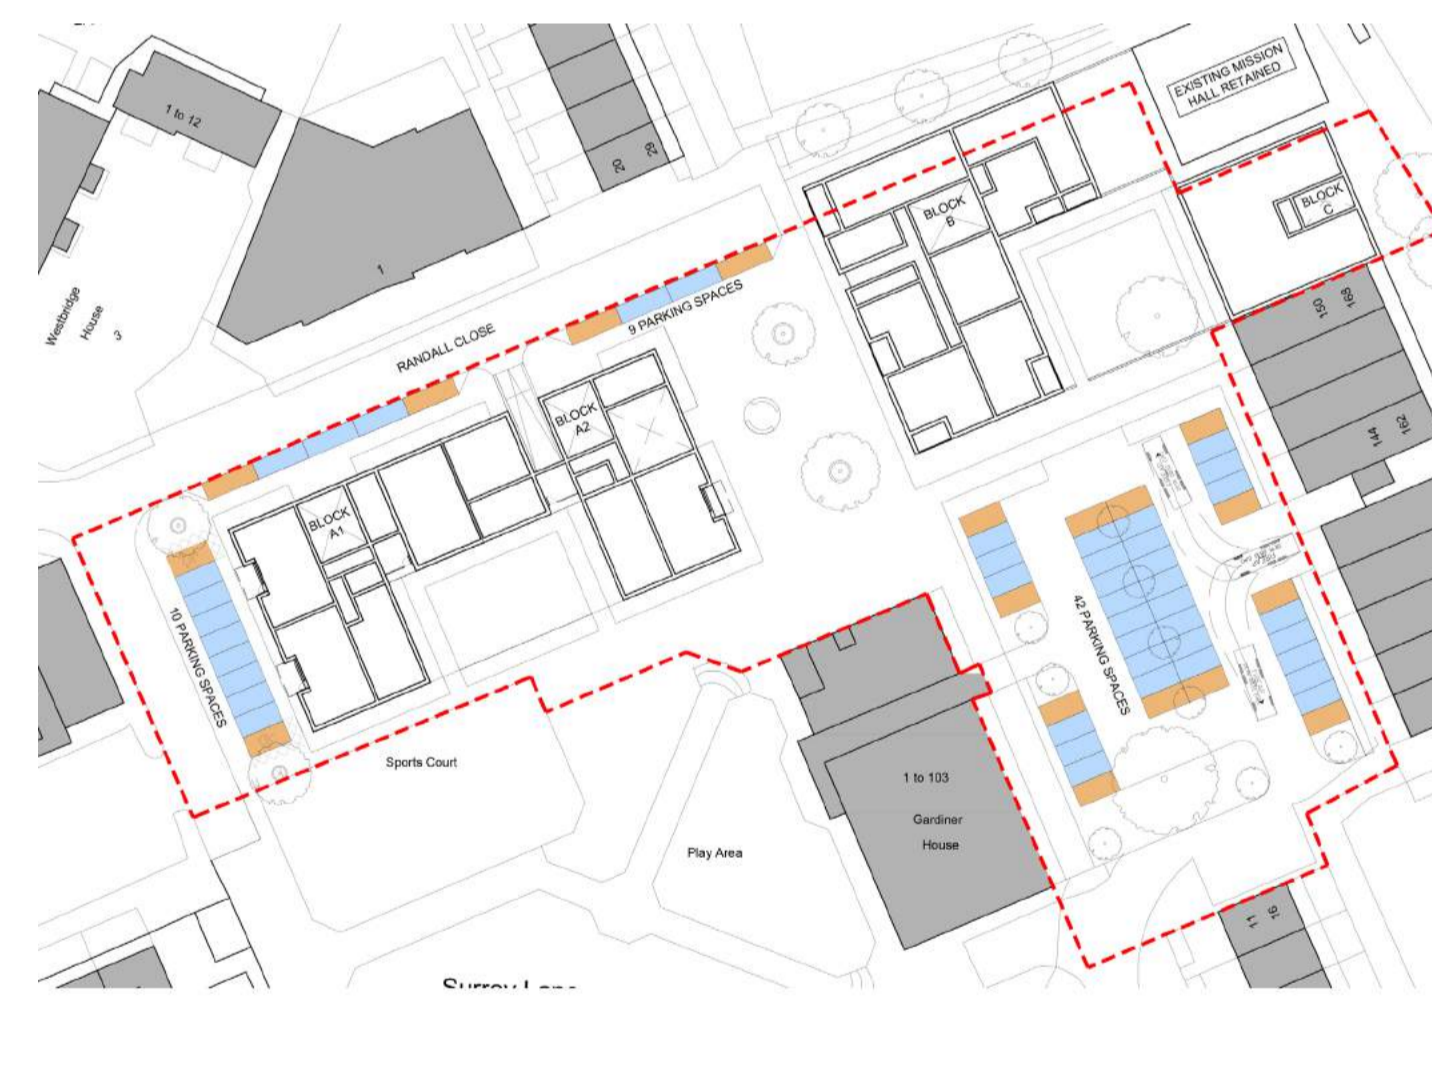 EXISTING MISSION
HALL RETAINED
1 to 12
29
20
BLOCK
C
BLOCK
B
1
Westbridge
House
3
9 PARKING SPACES
RANDALL CLOSE
168
150
BLOCK
A2
162
144
BLOCK
A1
10 PARKING SPACES
42 PARKING SPACES
Sports Court
1 to 103
Gardiner
House
Play Area
16
11